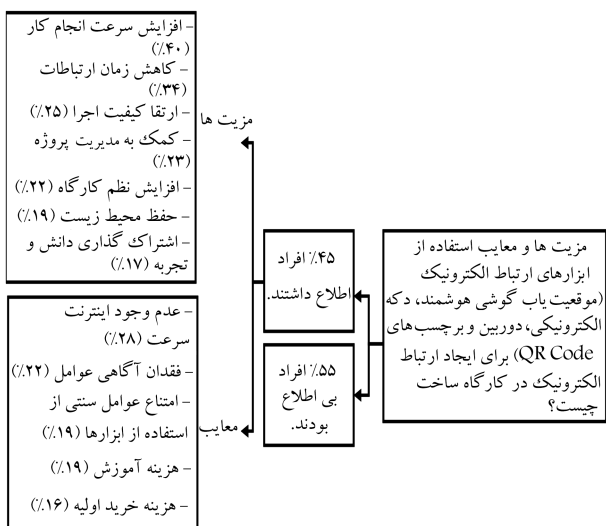 مزیت ها و معایب استفاده از
ابزارهای ارتباط الکترونیک
(موقعیت یاب گوشی هوشمند، دکه
الکترونیکی، دوربین و برچسب‌های
QR Code) برای ایجاد ارتباط
الکترونیک در کارگاه ساخت
چیست؟
۴۵٪ افراد
اطلاع داشتند.
۵۵٪ افراد
بی اطلاع
بودند.
مزیت ها
- افزایش سرعت انجام کار
(۴۰٪)
- کاهش زمان ارتباطات
(۳۴٪)
- ارتقا کیفیت اجرا (۲۵٪)
- کمک به مدیریت پروژه
(۲۳٪)
- افزایش نظم کارگاه (۲۲٪)
- حفظ محیط زیست (۱۹٪)
- اشتراک گذاری دانش و
تجربه (۱۷٪)
معایب
- عدم وجود اینترنت
سرعت (۲۸٪)
- فقدان آگاهی عوامل (۲۲٪)
- امتناع عوامل سنتی از
استفاده از ابزارها (۱۹٪)
- هزینه آموزش (۱۹٪)
- هزینه خرید اولیه (۱۶٪)